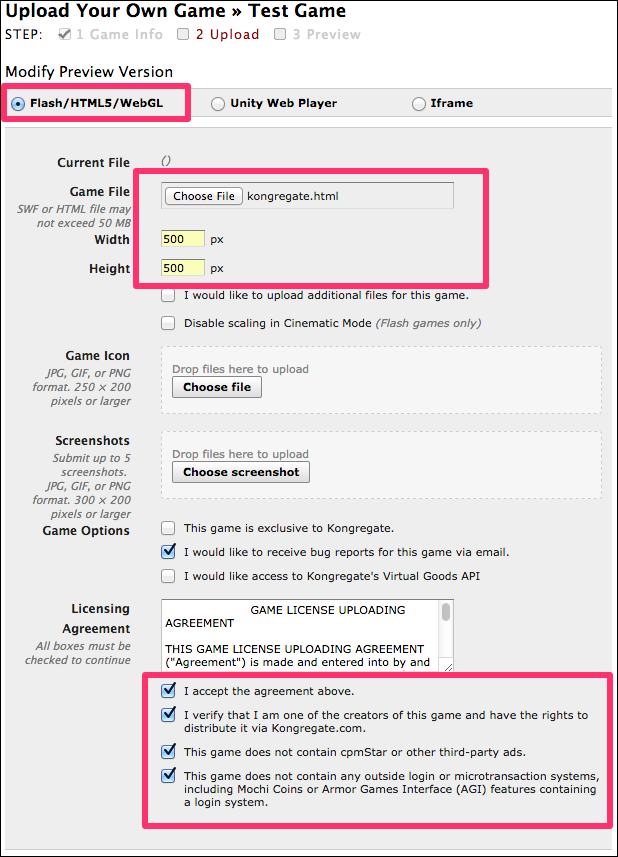 Upload Your Own Game » Test Game
STEP: 1 Game Info 2 Upload 3 Preview
Modify Preview Version
Flash/HTML5/WebGL Unity Web Player Iframe
Current File ()
Game File Choose File kongregate.html
SWF or HTML file may
not exceed 50 MB
Width 500 px
Height 500 px
I would like to upload additional files for this game.
Disable scaling in Cinematic Mode (Flash games only)
Game Icon
JPG, GIF, or PNG
format. 250 × 200
pixels or larger
Drop files here to upload
Choose file
Screenshots
Submit up to 5
screenshots.
JPG, GIF, or PNG
format. 300 × 200
pixels or larger
Drop files here to upload
Choose screenshot
Game Options
This game is exclusive to Kongregate.
I would like to receive bug reports for this game via email.
I would like access to Kongregate's Virtual Goods API
Licensing
Agreement
All boxes must be
checked to continue
GAME LICENSE UPLOADING
AGREEMENT
THIS GAME LICENSE UPLOADING AGREEMENT
("Agreement") is made and entered into by and
I accept the agreement above.
I verify that I am one of the creators of this game and have the rights to
distribute it via Kongregate.com.
This game does not contain cpmStar or other third-party ads.
This game does not contain any outside login or microtransaction systems,
including Mochi Coins or Armor Games Interface (AGI) features containing
a login system.